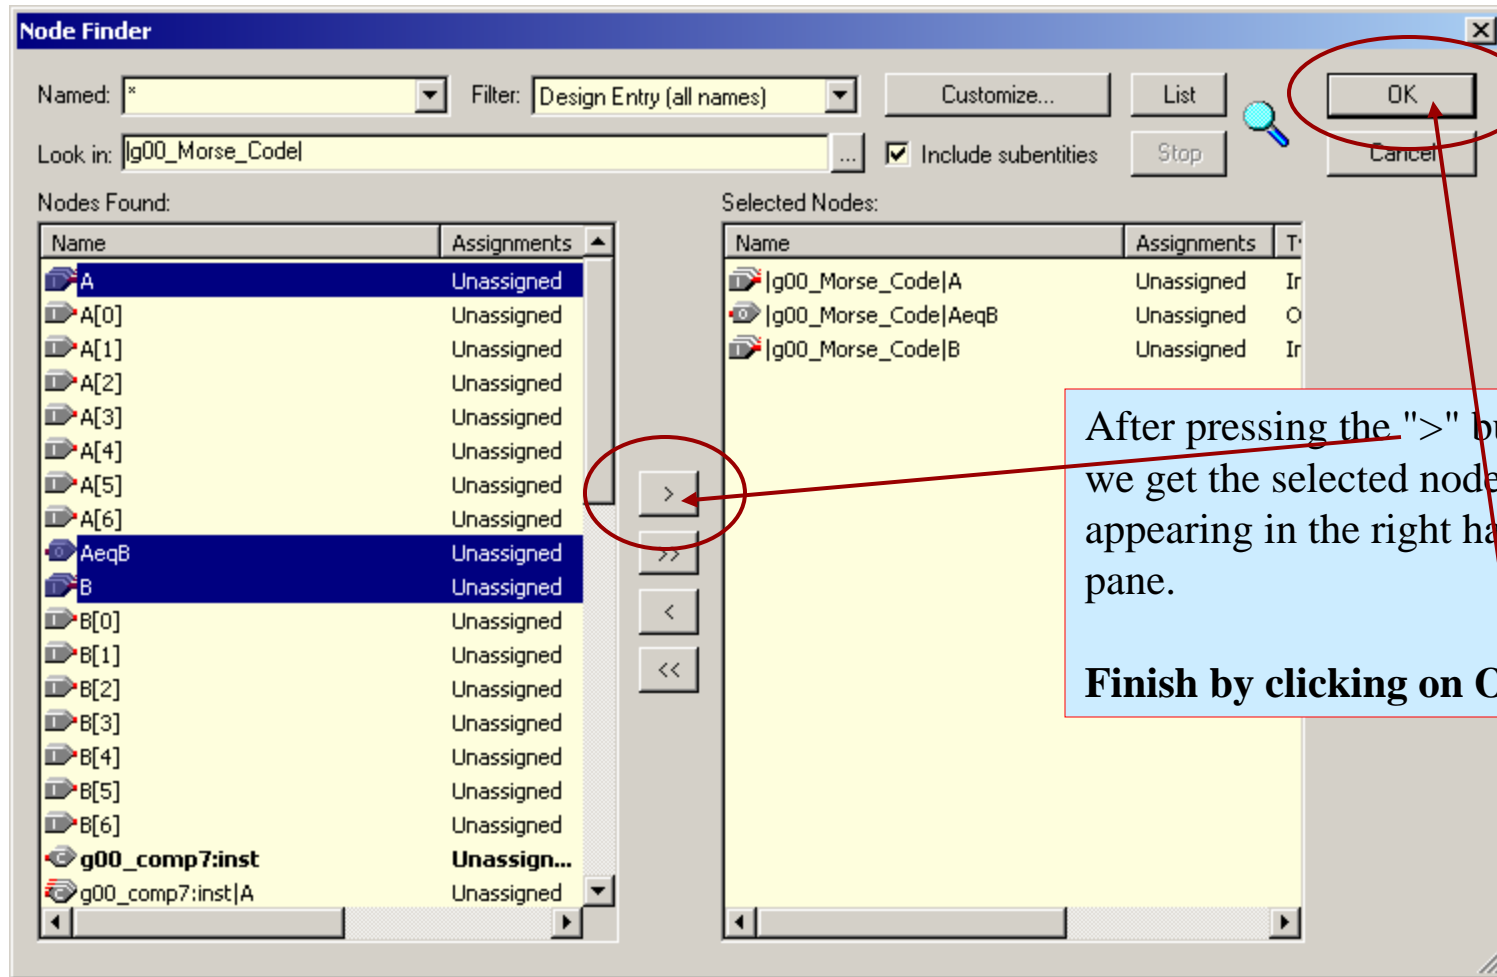 Node Finder
Named: * Filter: Design Entry (all names) Customize... List OK
Look in: |g00_Morse_Code| ... Include subentities Stop Cancel
Nodes Found:
Name Assignments
A Unassigned
A[0] Unassigned
A[1] Unassigned
A[2] Unassigned
A[3] Unassigned
A[4] Unassigned
A[5] Unassigned
A[6] Unassigned
AeqB Unassigned
B Unassigned
B[0] Unassigned
B[1] Unassigned
B[2] Unassigned
B[3] Unassigned
B[4] Unassigned
B[5] Unassigned
B[6] Unassigned
g00_comp7:inst Unassign...
g00_comp7:inst|A Unassigned
>
>>
<
<<
Selected Nodes:
Name Assignments
|g00_Morse_Code|A Unassigned
|g00_Morse_Code|AeqB Unassigned
|g00_Morse_Code|B Unassigned
After pressing the ">"
we get the selected
appearing in the right
pane.
Finish by clicking on